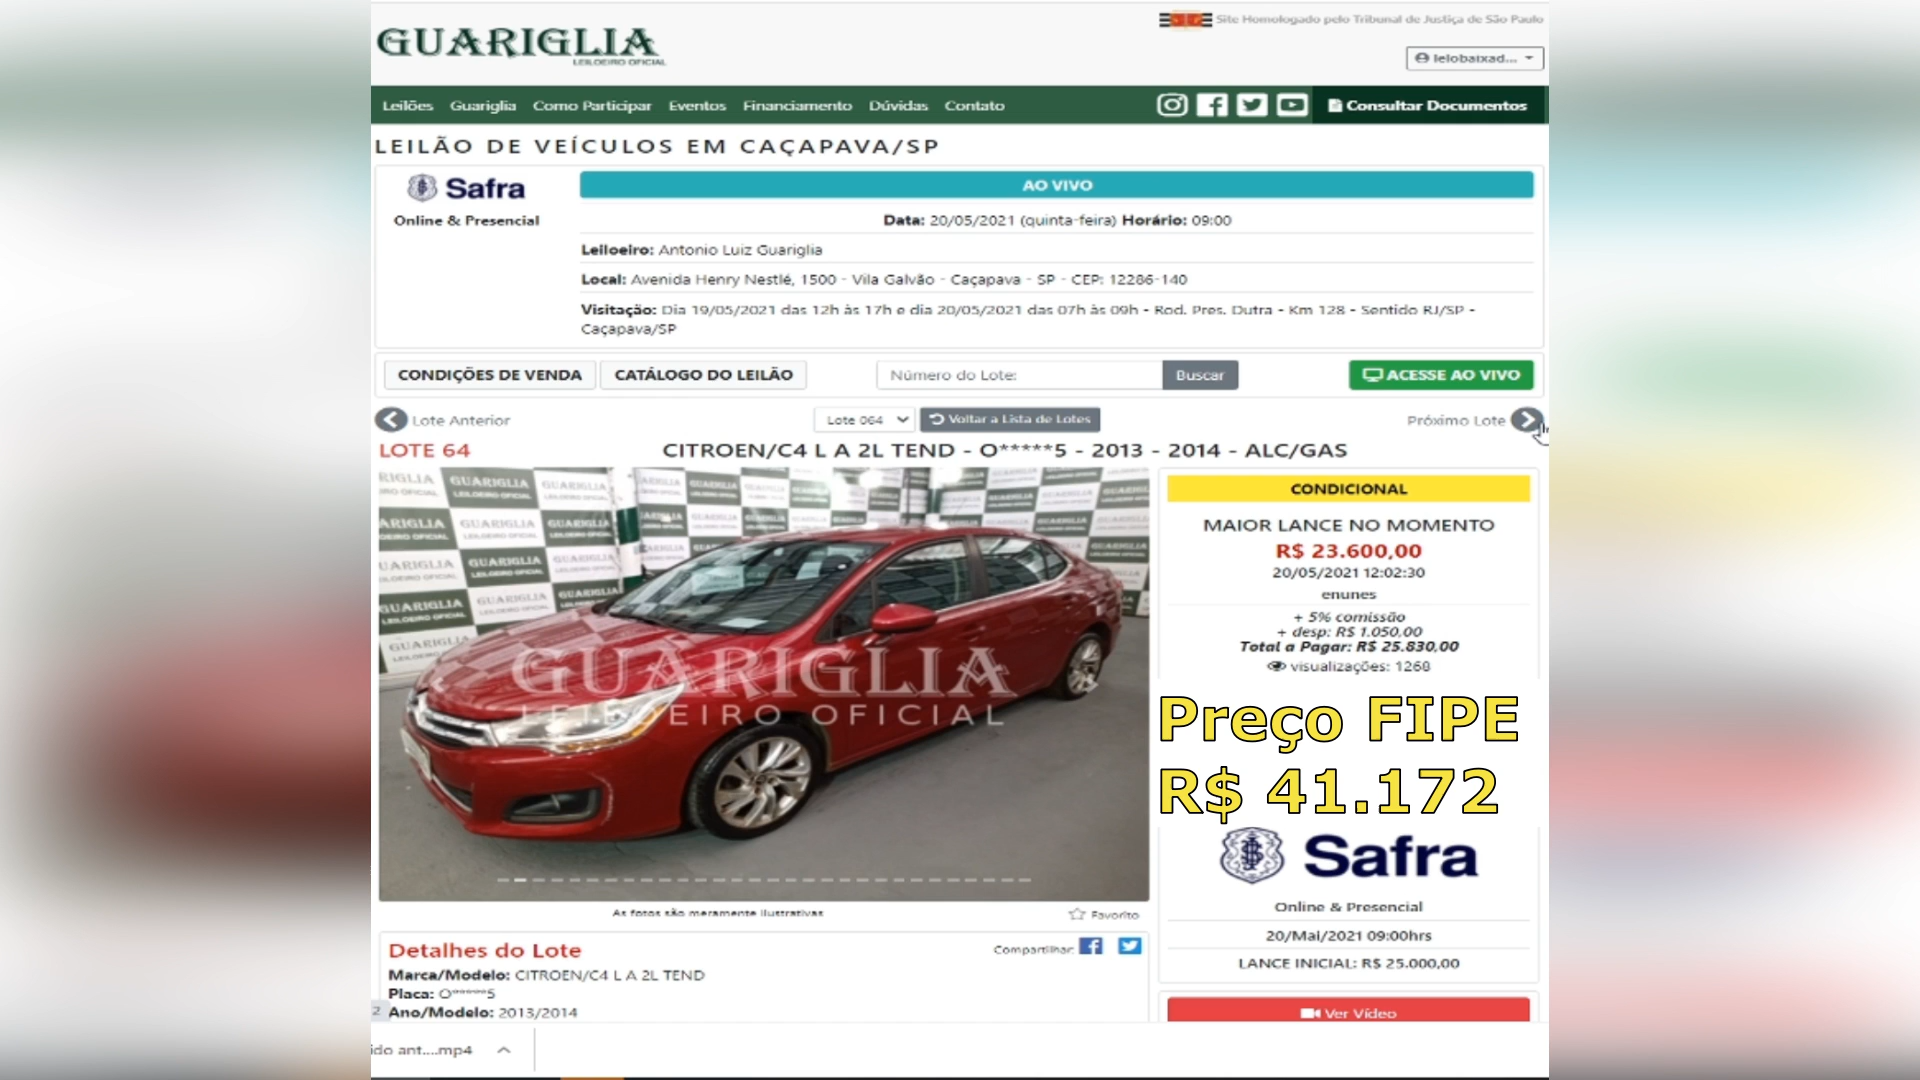 GUARIGLIA
LEILOEIRO OFICIAL
Site Homologado pelo Tribunal de Justiça de São Paulo
lelobaixad...
Leilões Guariglia Como Participar Eventos Financiamento Dúvidas Contato
Consultar Documentos
LEILÃO DE VEÍCULOS EM CAÇAPAVA/SP
Safra
Online & Presencial
AO VIVO
Data: 20/05/2021 (quinta-feira) Horário: 09:00
Leiloeiro: Antonio Luiz Guariglia
Local: Avenida Henry Nestlé, 1500 - Vila Galvão - Caçapava - SP - CEP: 12286-140
Visitação: Dia 19/05/2021 das 12h às 17h e dia 20/05/2021 das 07h às 09h - Rod. Pres. Dutra - Km 128 - Sentido RJ/SP -
Caçapava/SP
CONDIÇÕES DE VENDA CATÁLOGO DO LEILÃO Número do Lote: Buscar ACESSE AO VIVO
Lote Anterior Lote 064 Voltar a Lista de Lotes Próximo Lote
LOTE 64 CITROEN/C4 L A 2L TEND - O*****5 - 2013 - 2014 - ALC/GAS
GUARIGLIA
LEILOEIRO OFICIAL
CONDICIONAL
MAIOR LANCE NO MOMENTO
R$ 23.600,00
20/05/2021 12:02:30
enunes
+ 5% comissão
+ desp: R$ 1.050,00
Total a Pagar: R$ 25.830,00
visualizações: 1268
Preço FIPE
R$ 41.172
Safra
Online & Presencial
20/Mai/2021 09:00hrs
LANCE INICIAL: R$ 25.000,00
Ver Vídeo
As fotos são meramente ilustrativas
Favorito
Detalhes do Lote
Compartilhar:
Marca/Modelo: CITROEN/C4 L A 2L TEND
Placa: O*****5
2
Ano/Modelo: 2013/2014
ido ant....mp4